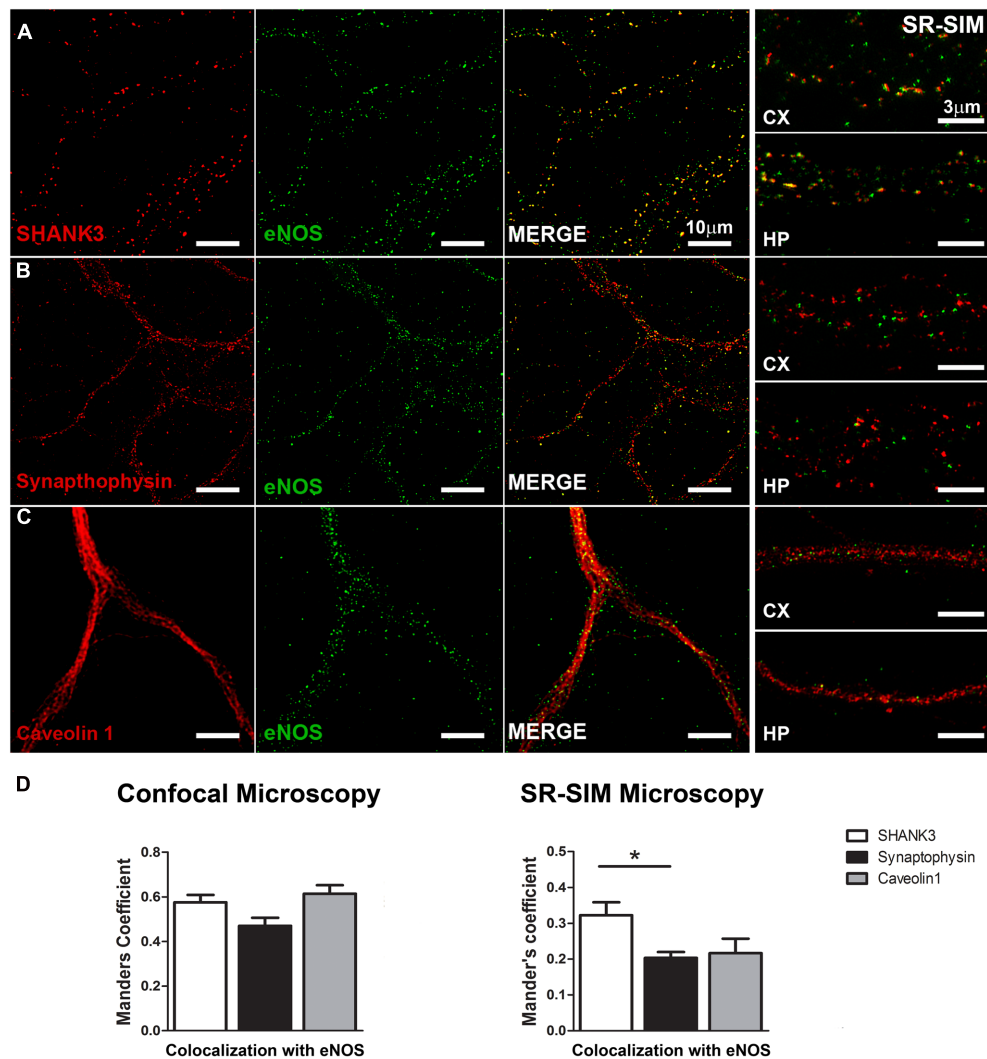 A
SHANK3
eNOS
MERGE
10µm
SR-SIM
CX
3µm
HP
B
Synapthophysin
eNOS
MERGE
CX
HP
C
Caveolin 1
eNOS
MERGE
CX
HP
D
Confocal Microscopy
Manders Coefficient
0.8
0.6
0.4
0.2
0.0
Colocalization with eNOS
SR-SIM Microscopy
Mander's coefficient
0.5
0.4
0.3
0.2
0.1
0.0
*
Colocalization with eNOS
SHANK3
Synaptophysin
Caveolin1